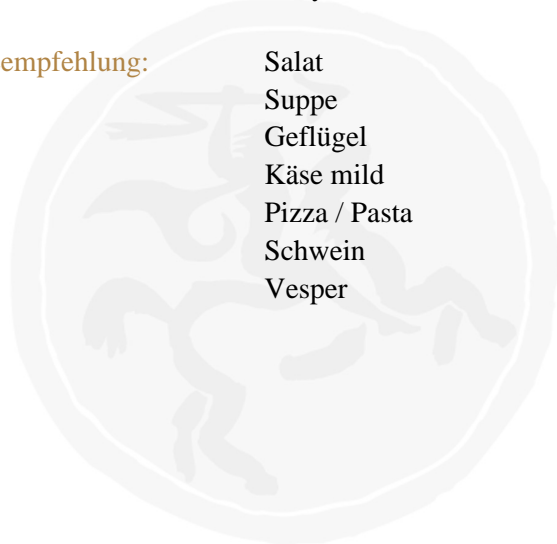 empfehlung: Salat
Suppe
Geflügel
Käse mild
Pizza / Pasta
Schwein
Vesper